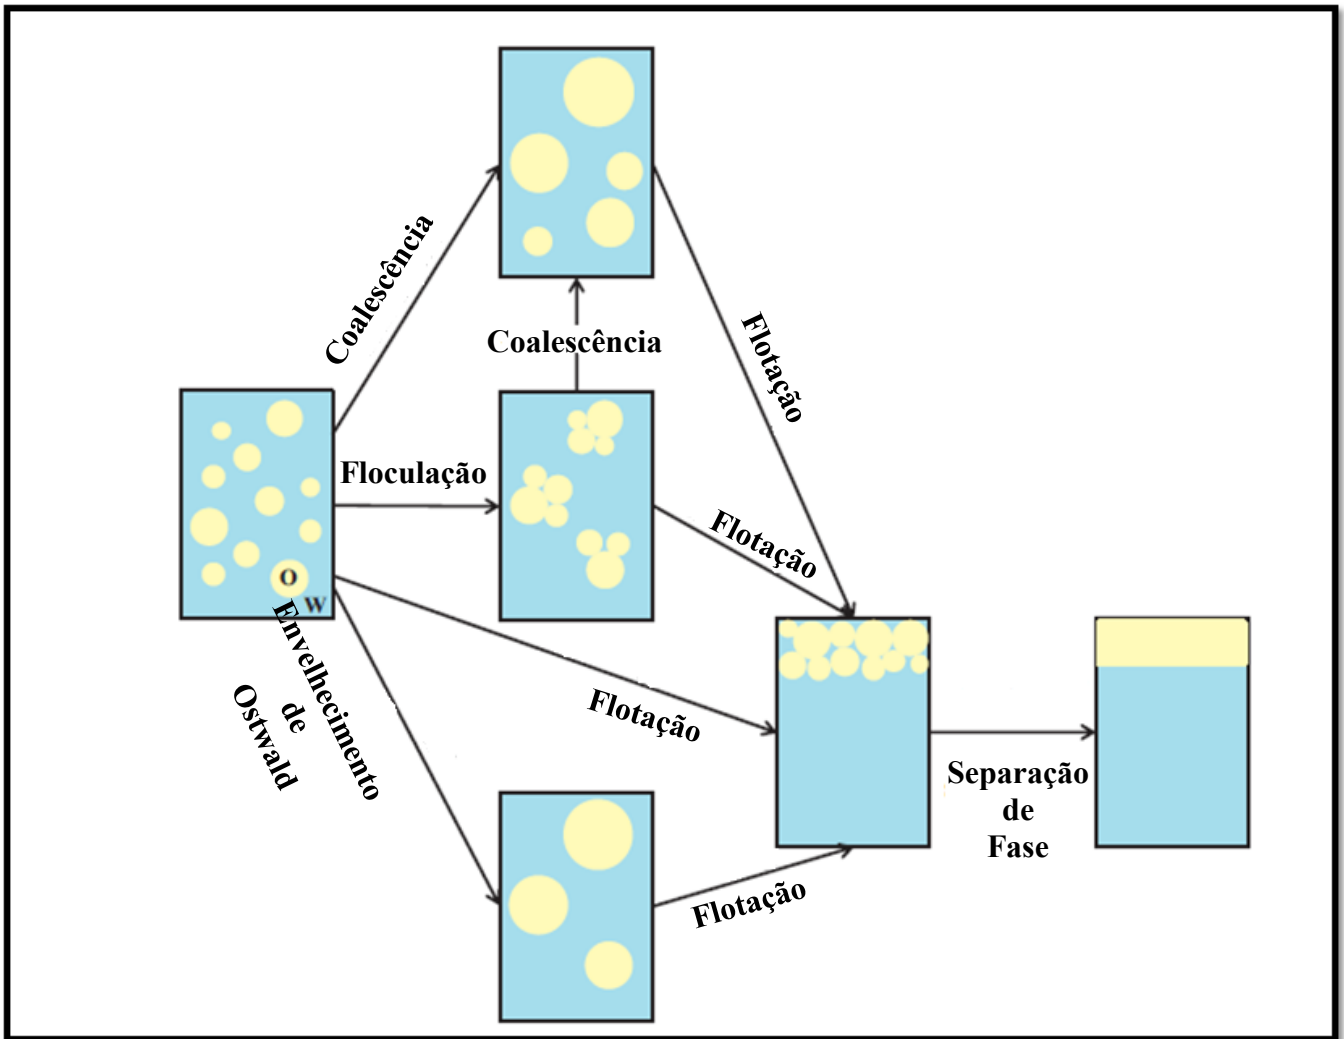 Coalescência
Coalescência
Flotação
Floculação
Flotação
O
W
Envelhecimento
de
Ostwald
Flotação
Separação
de
Fase
Flotação